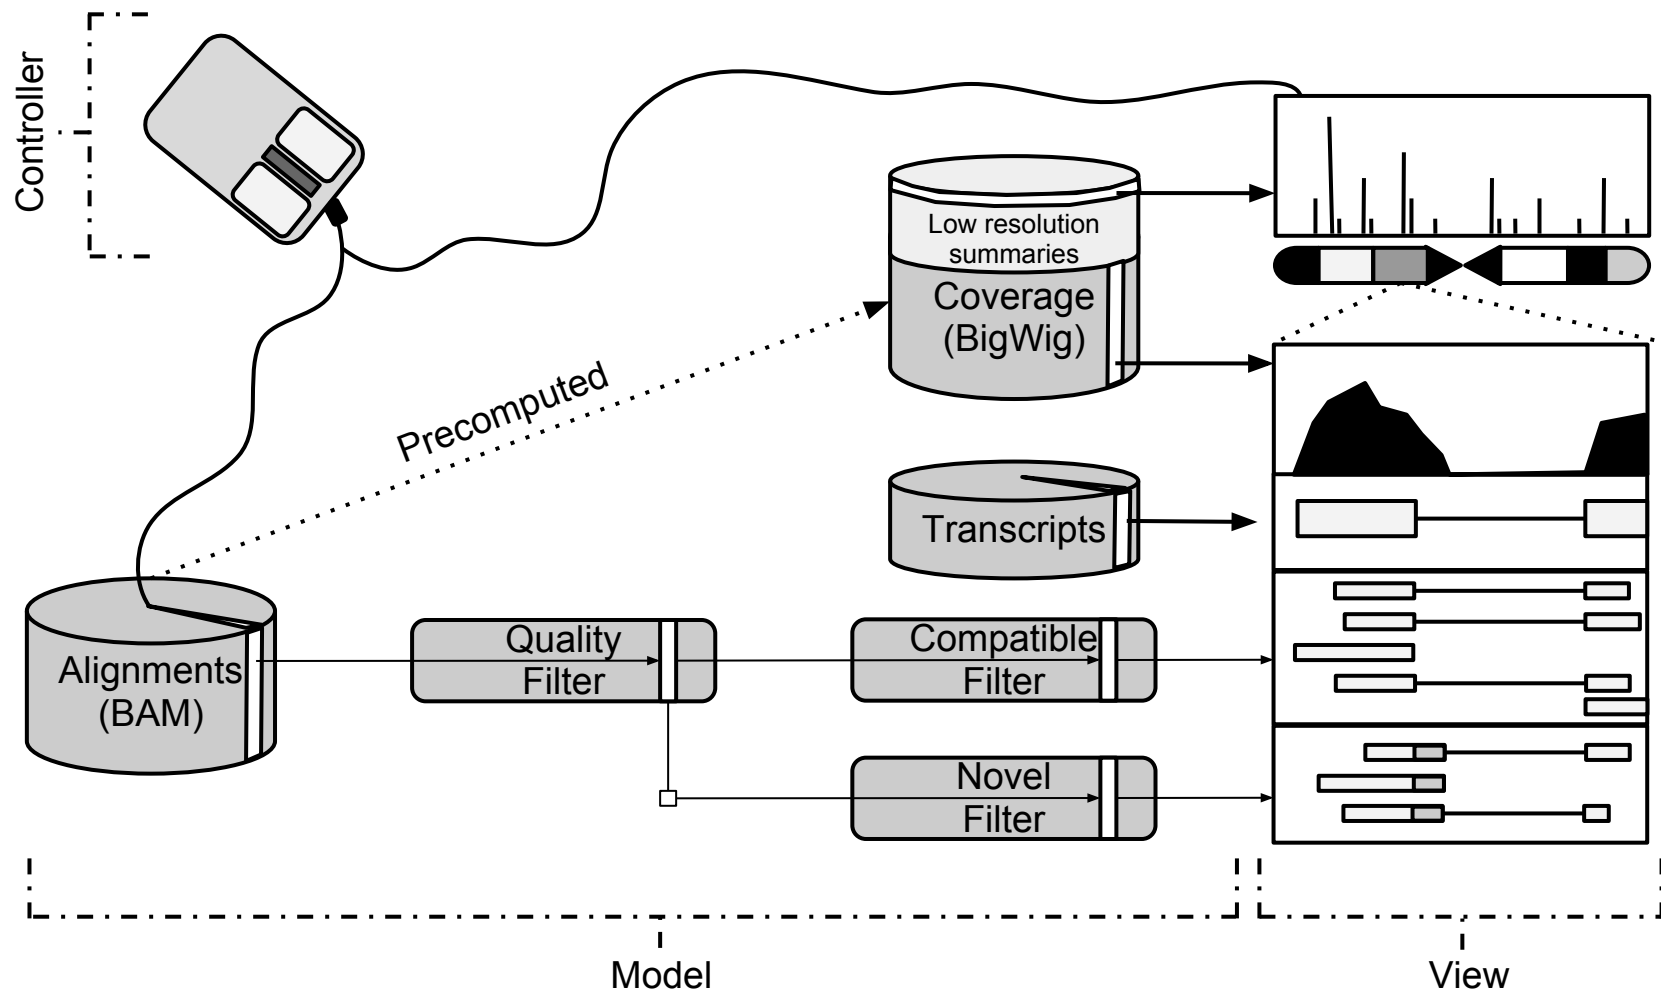 Controller
Low resolution
summaries
Coverage
(BigWig)
Precomputed
Transcripts
Alignments
(BAM)
Quality
Filter
Compatible
Filter
Novel
Filter
Model
View